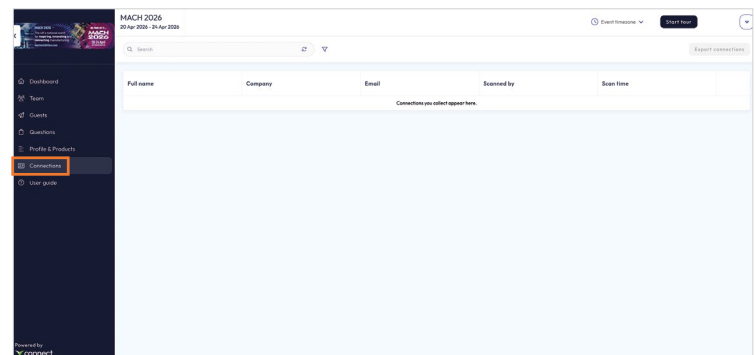 MACH 2026
20 Apr 2026 - 24 Apr 2026
Event timezone
Start tour
MACH
2026
Search
Export connections
Full name
Company
Email
Scanned by
Scan time
Connections you collect appear here.
Dashboard
Team
Guests
Questions
Profile & Products
Connections
User guide
Powered by
connect